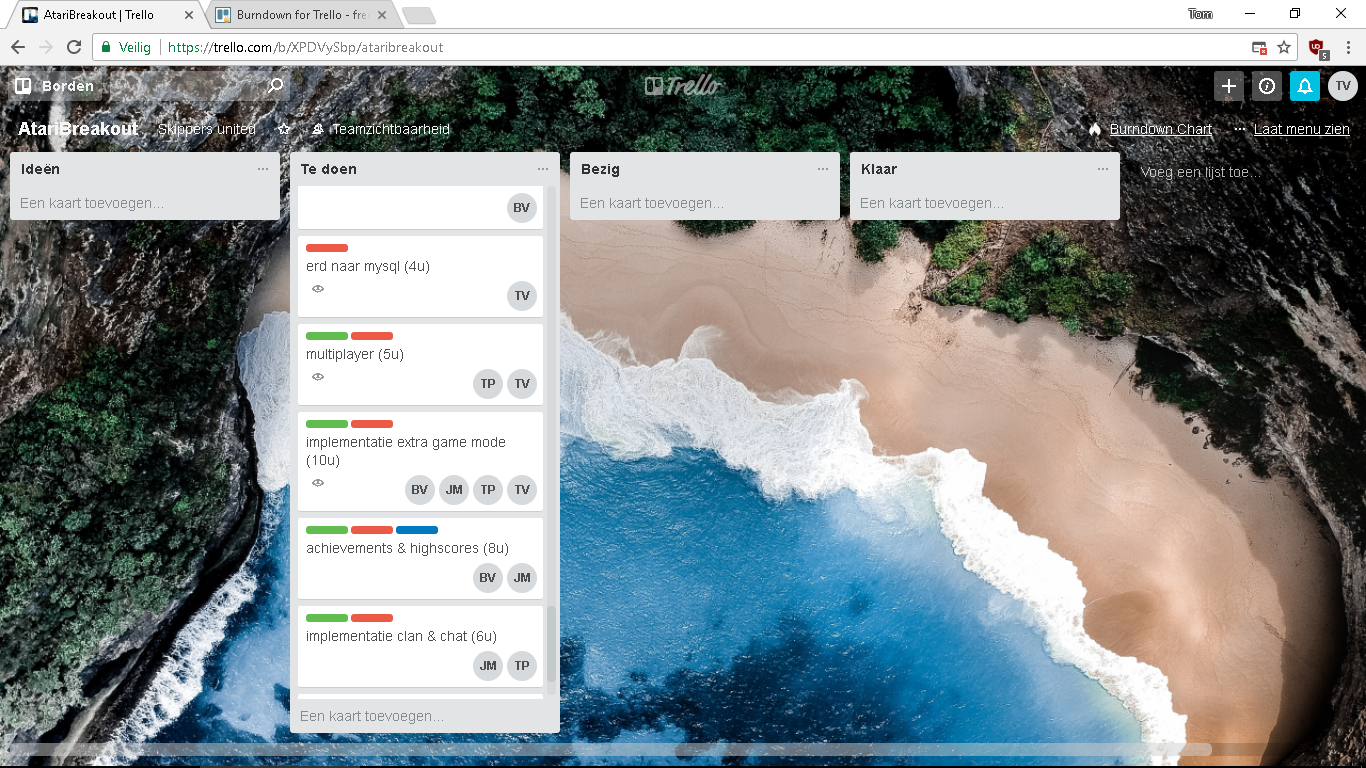 AtariBreakout | Trello
Burndown for Trello - fre
Tom
Veilig
https://trello.com/b/XPDVySbp/ataribreakout
5
Borden
Trello
TV
AtariBreakout
Skippers united
Teamzichtbaarheid
Burndown Chart
... Laat menu zien
Ideën
Een kaart toevoegen...
Te doen
BV
erd naar mysql (4u)
TV
multiplayer (5u)
TP TV
implementatie extra game mode
(10u)
BV JM TP TV
achievements & highscores (8u)
BV JM
implementatie clan & chat (6u)
JM TP
Een kaart toevoegen...
Bezig
Een kaart toevoegen...
Klaar
Een kaart toevoegen...
Voeg een lijst toe...